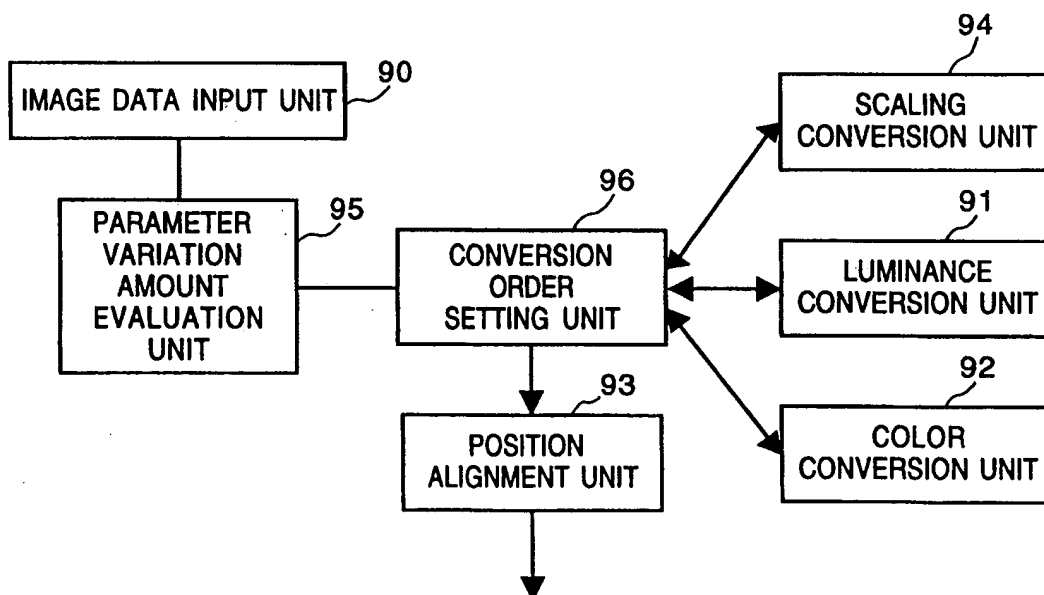 94
90
IMAGE DATA INPUT UNIT
SCALING
CONVERSION UNIT
95
PARAMETER
VARIATION
AMOUNT
EVALUATION
UNIT
96
CONVERSION
ORDER
SETTING UNIT
91
LUMINANCE
CONVERSION UNIT
93
POSITION
ALIGNMENT UNIT
92
COLOR
CONVERSION UNIT